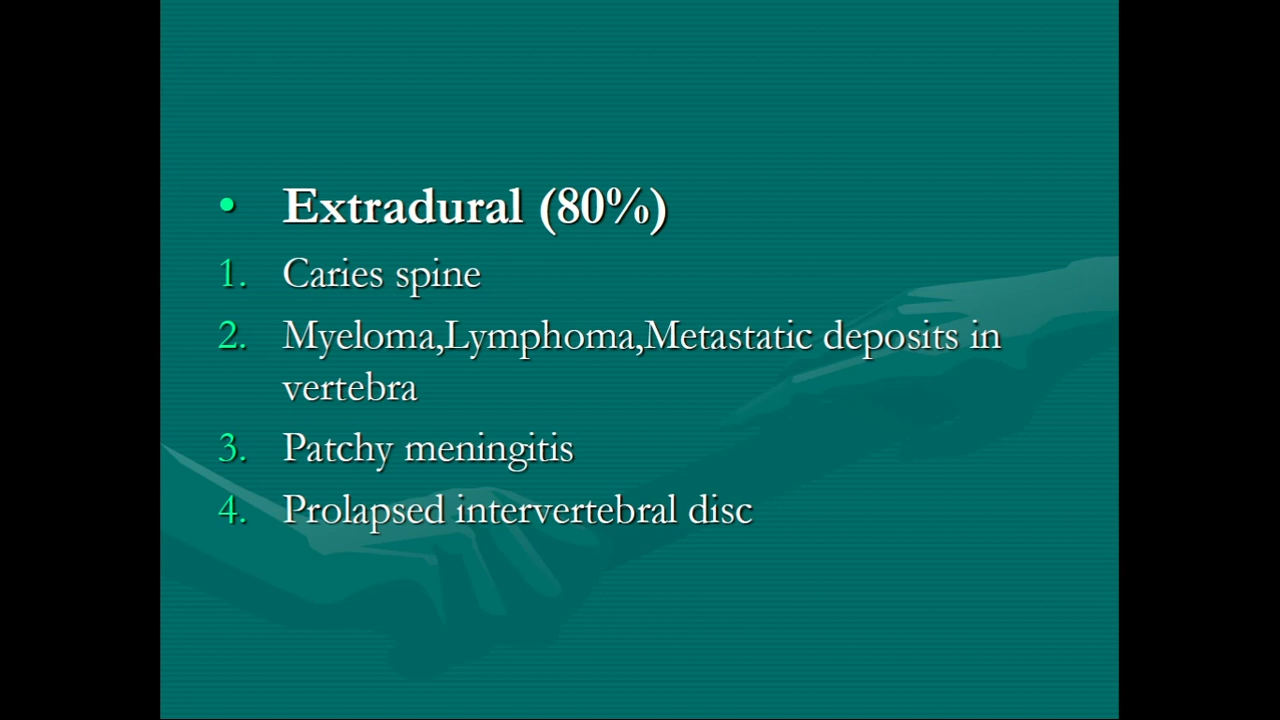 • Extradural (80%)
1. Caries spine
2. Myeloma,Lymphoma,Metastatic deposits in
vertebra
3. Patchy meningitis
4. Prolapsed intervertebral disc